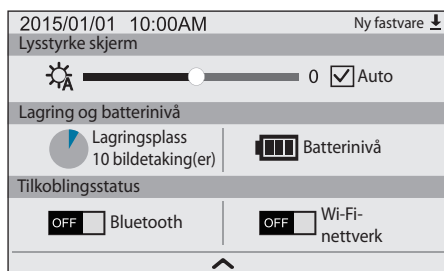 2015/01/01 10:00AM Ny fastvare
Lysstyrke skjerm
A 0 Auto
Lagring og batterinivå
Lagringsplass
10 bildetaking(er)
Batterinivå
Tilkoblingsstatus
OFF Bluetooth
OFF Wi-Fi-
nettverk